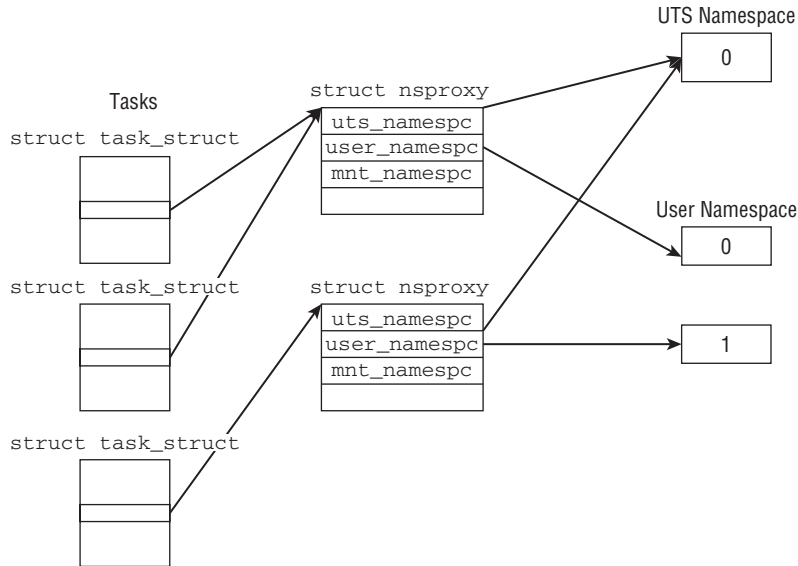 UTS Namespace
0
Tasks
struct task_struct
struct nsproxy
uts_namespc
user_namespc
mnt_namespc
User Namespace
0
struct task_struct
struct nsproxy
uts_namespc
user_namespc
mnt_namespc
1
struct task_struct